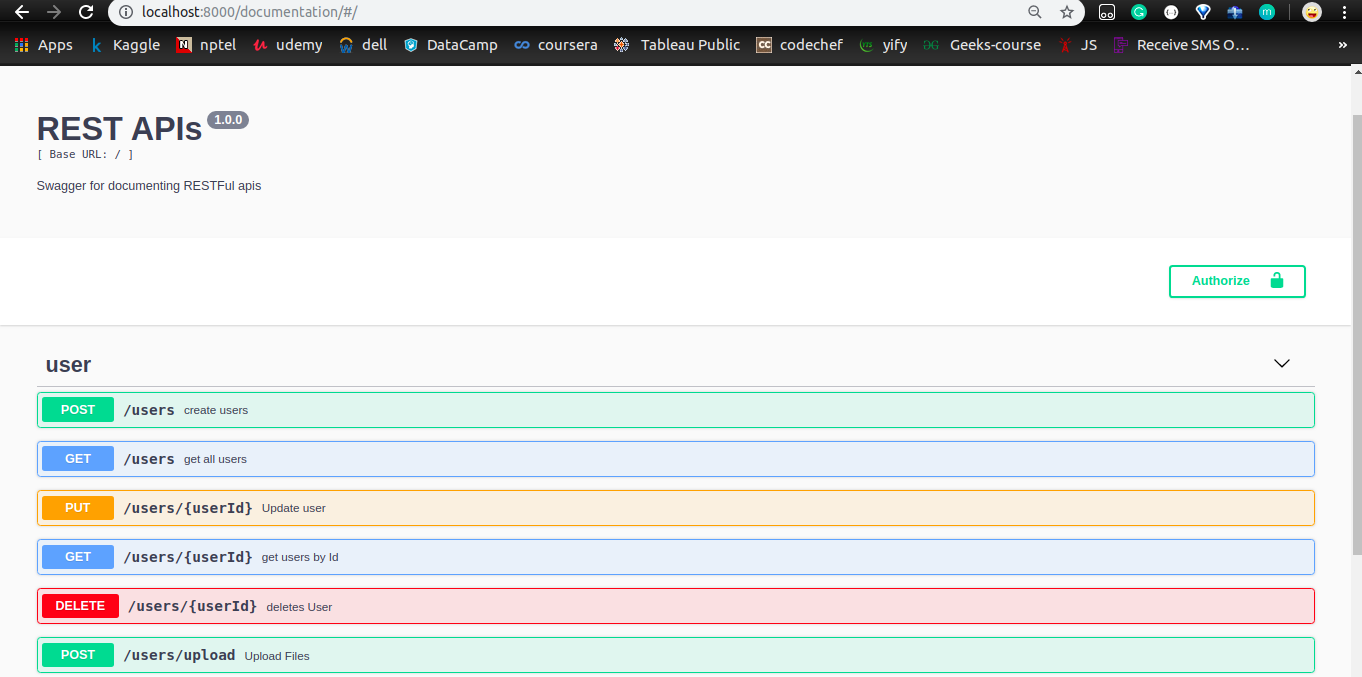 localhost:8000/documentation/#/
Apps Kaggle nptel udemy dell DataCamp coursera Tableau Public codechef yify Geeks-course JS Receive SMS O… »
REST APIs 1.0.0
[ Base URL: / ]
Swagger for documenting RESTFul apis
Authorize
user
POST /users create users
GET /users get all users
PUT /users/{userId} Update user
GET /users/{userId} get users by Id
DELETE /users/{userId} deletes User
POST /users/upload Upload Files